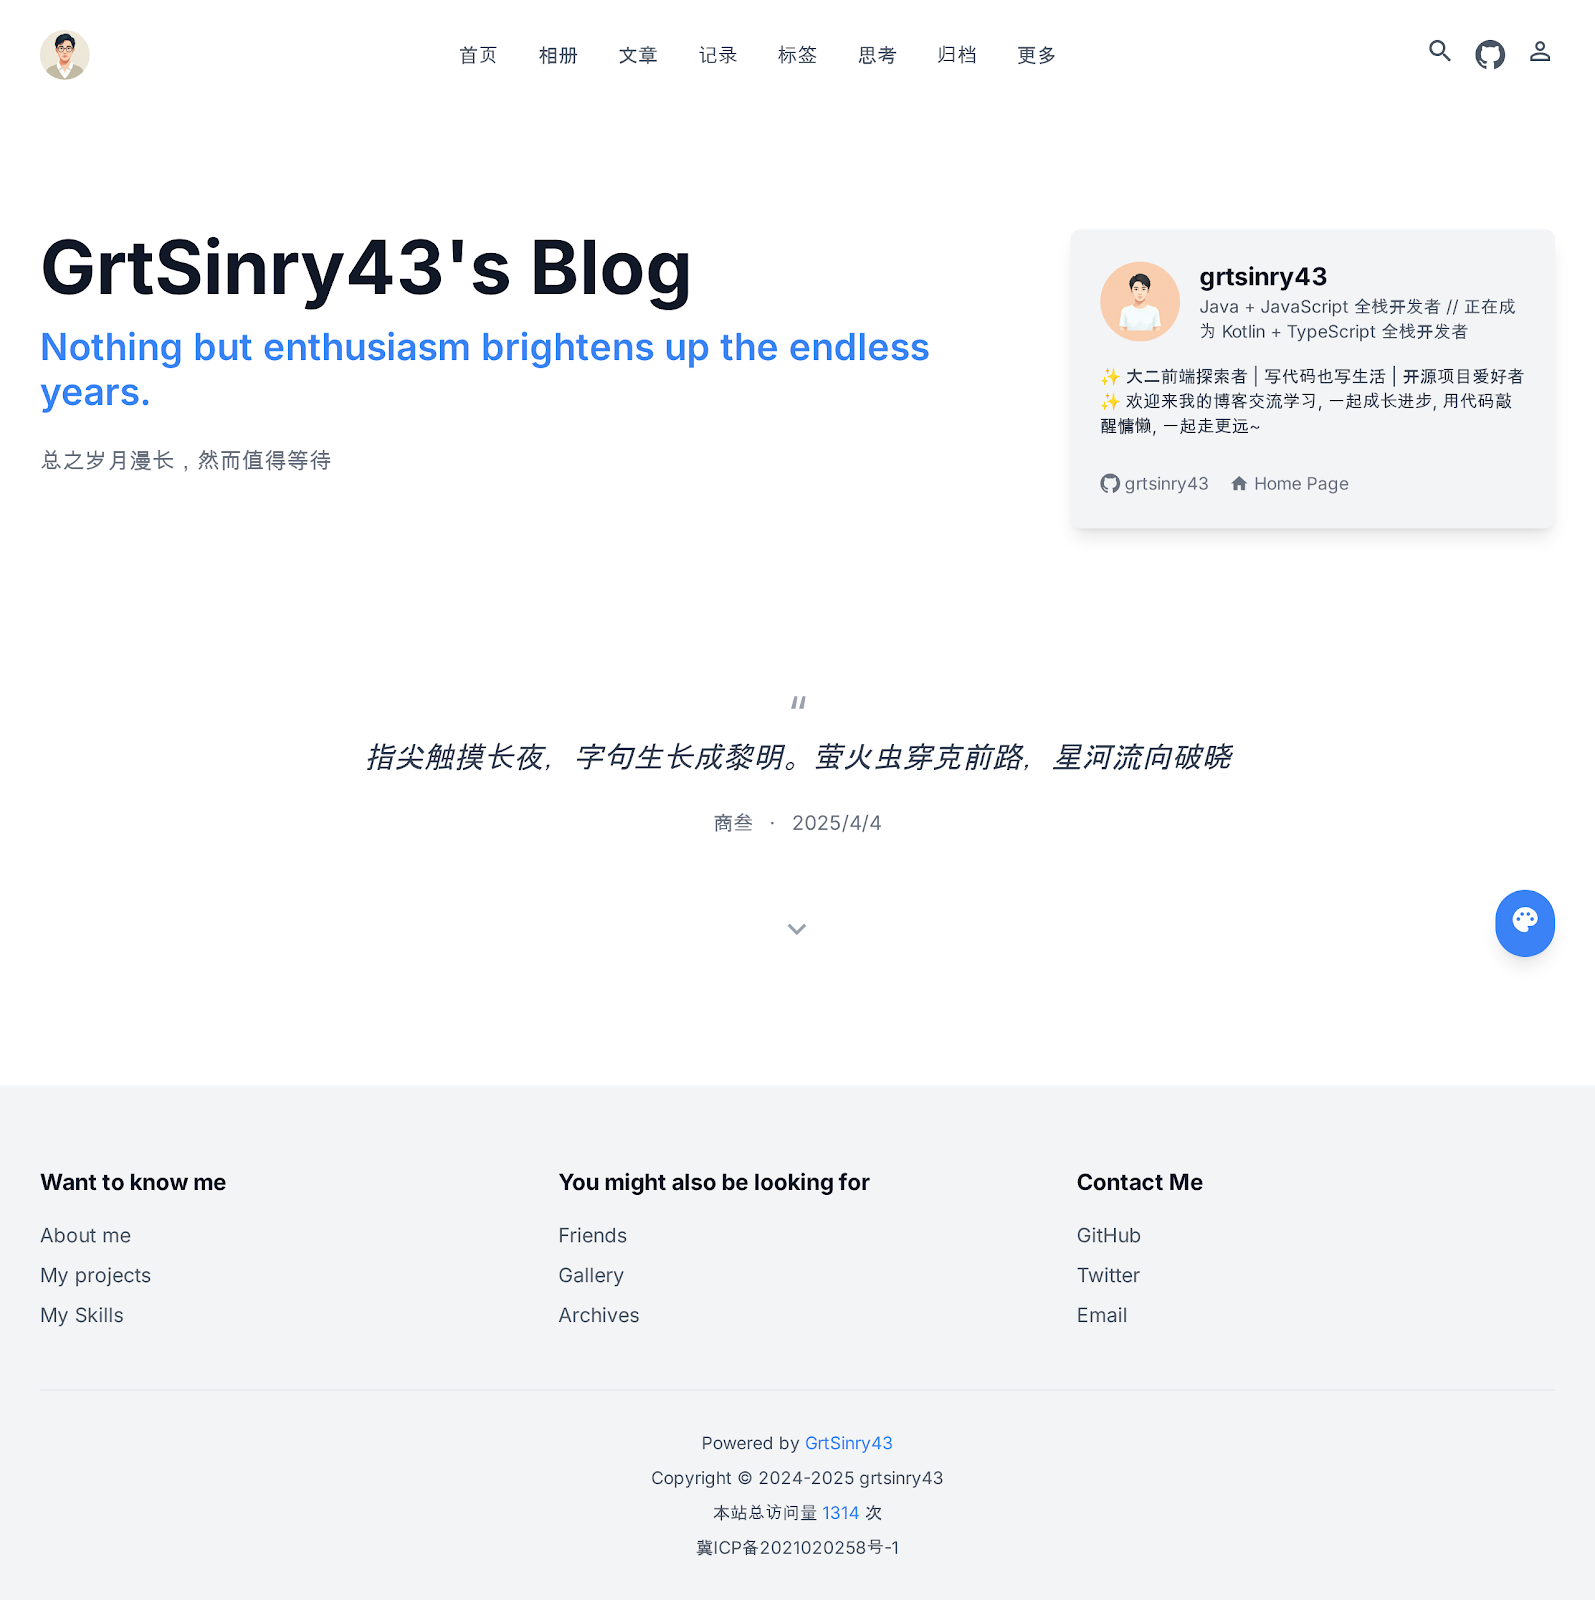 首页 相册 文章 记录 标签 思考 归档 更多
GrtSinry43's Blog
Nothing but enthusiasm brightens up the endless
years.
总之岁月漫长，然而值得等待
grtsinry43
Java + JavaScript 全栈开发者 // 正在成
为 Kotlin + TypeScript 全栈开发者
✨ 大二前端探索者 | 写代码也写生活 | 开源项目爱好者
✨ 欢迎来我的博客交流学习, 一起成长进步, 用代码敲
醒慵懒, 一起走更远~
grtsinry43 Home Page
“
指尖触摸长夜，字句生长成黎明。萤火虫穿克前路，星河流向破晓
商叁 · 2025/4/4
Want to know me
About me
My projects
My Skills
You might also be looking for
Friends
Gallery
Archives
Contact Me
GitHub
Twitter
Email
Powered by GrtSinry43
Copyright © 2024-2025 grtsinry43
本站总访问量 1314 次
冀ICP备2021020258号-1